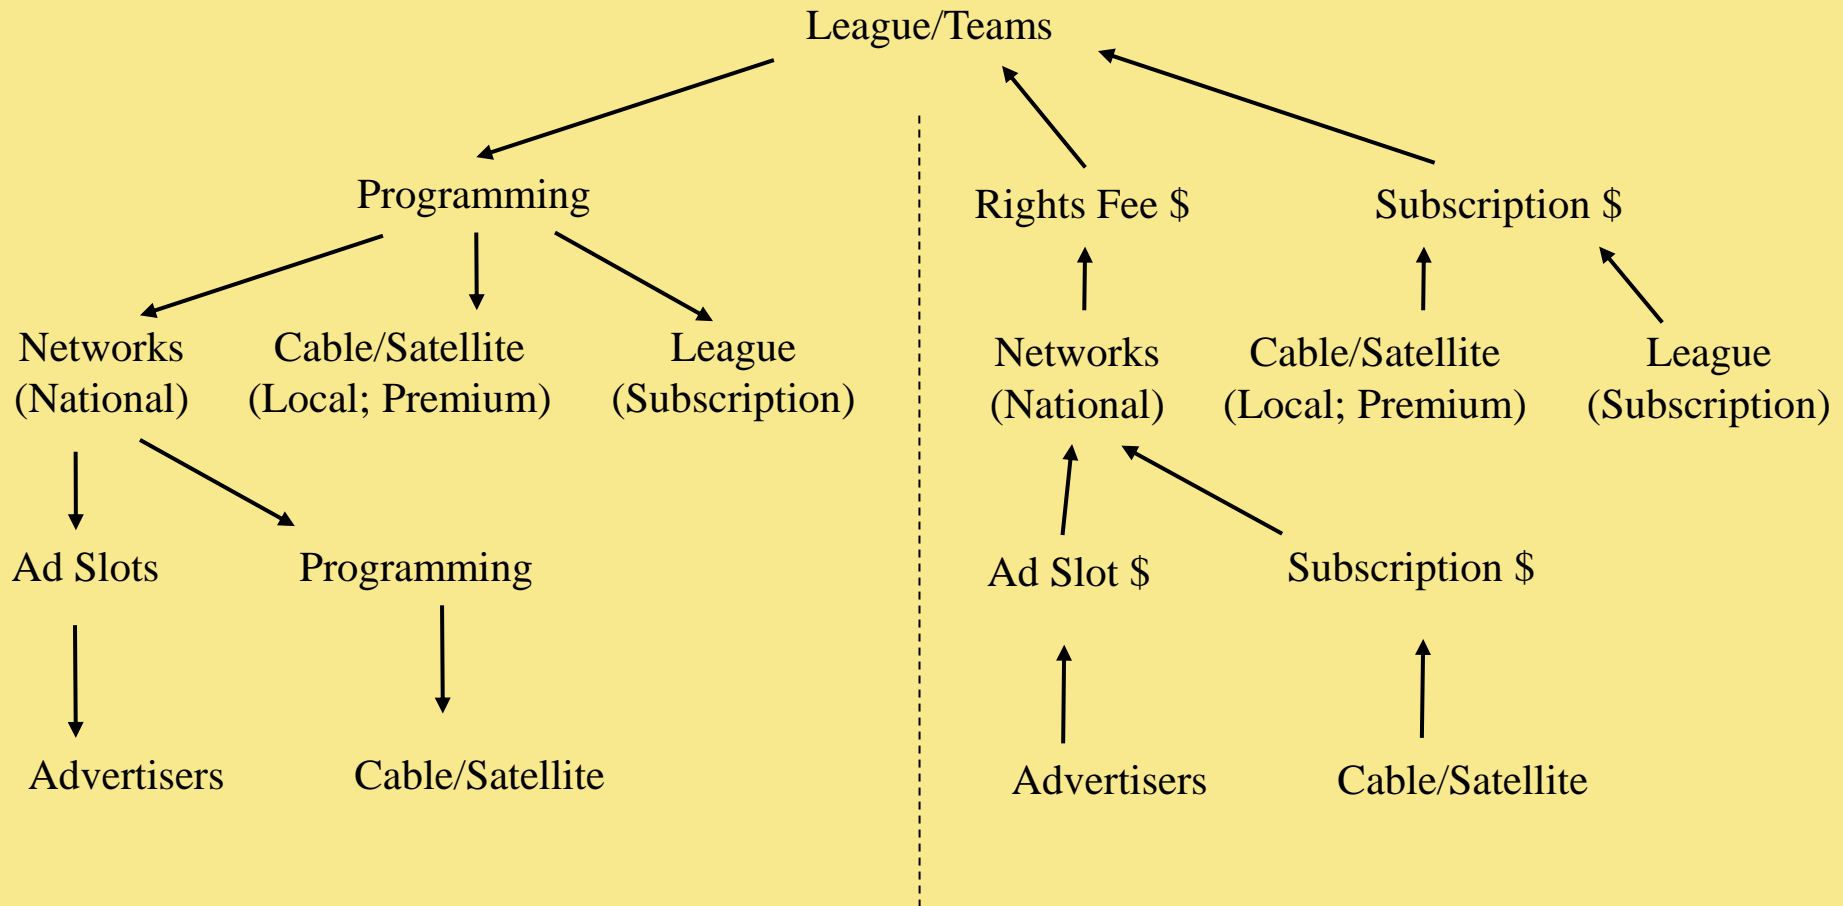 League/Teams
Programming
Rights Fee $
Subscription $
Networks
(National)
Cable/Satellite
(Local; Premium)
League
(Subscription)
Networks
(National)
Cable/Satellite
(Local; Premium)
League
(Subscription)
Ad Slots
Programming
Ad Slot $
Subscription $
Advertisers
Cable/Satellite
Advertisers
Cable/Satellite